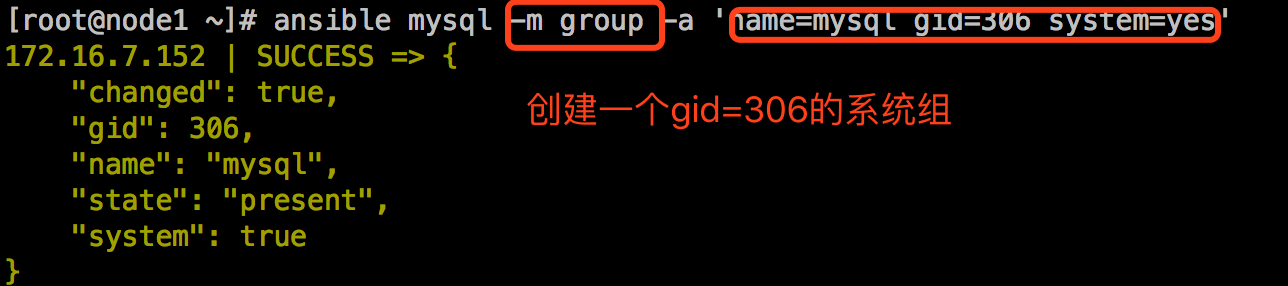 [root@node1 ~]# ansible mysql -m group -a 'name=mysql gid=306 system=yes'
172.16.7.152 | SUCCESS => {
    "changed": true,
    "gid": 306,
    "name": "mysql",
    "state": "present",
    "system": true
}
创建一个gid=306的系统组